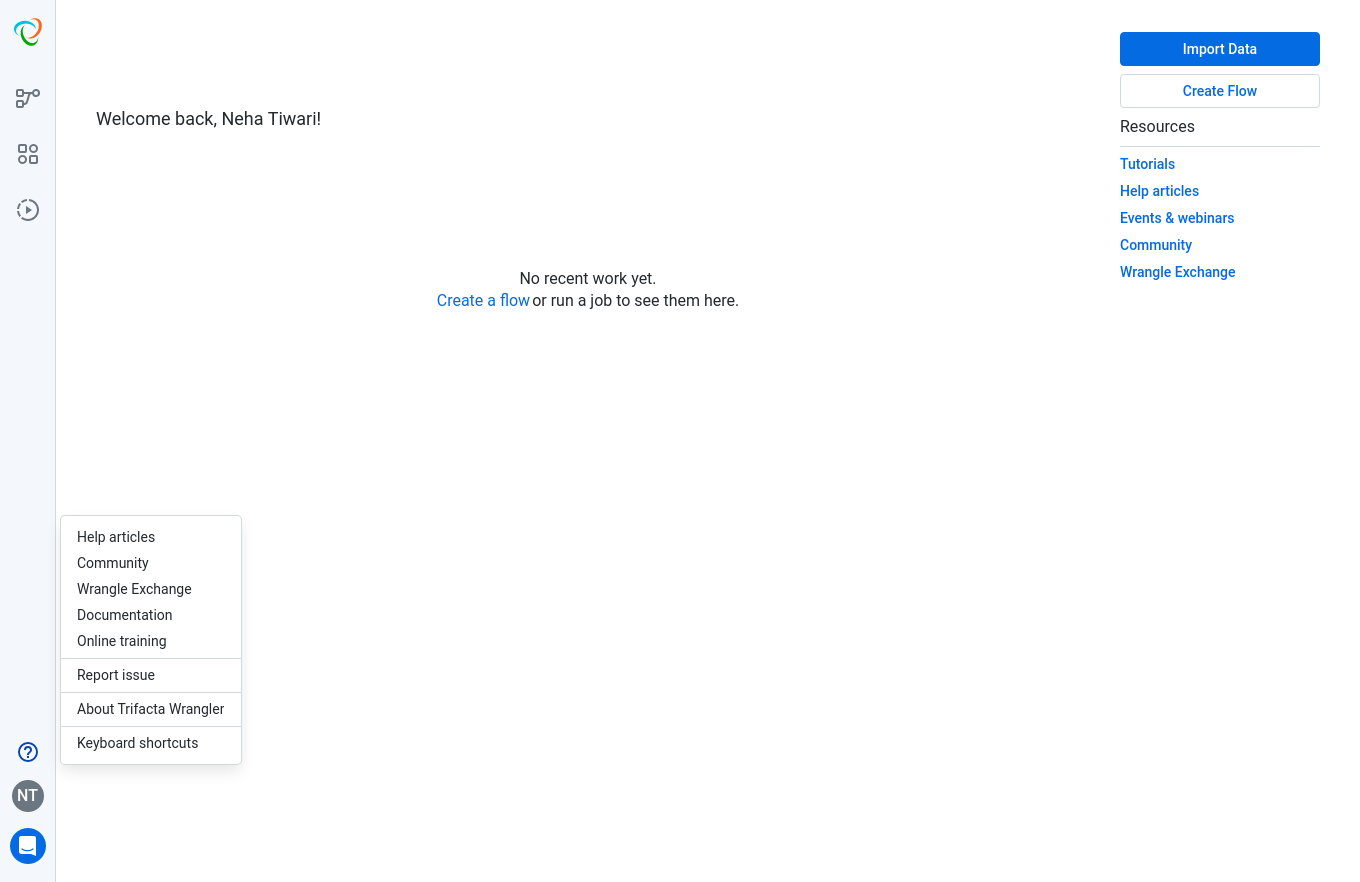 Import Data
Create Flow
Welcome back, Neha Tiwari!
Resources
Tutorials
Help articles
Events & webinars
Community
Wrangle Exchange
No recent work yet.
Create a flow or run a job to see them here.
Help articles
Community
Wrangle Exchange
Documentation
Online training
Report issue
About Trifacta Wrangler
Keyboard shortcuts
NT